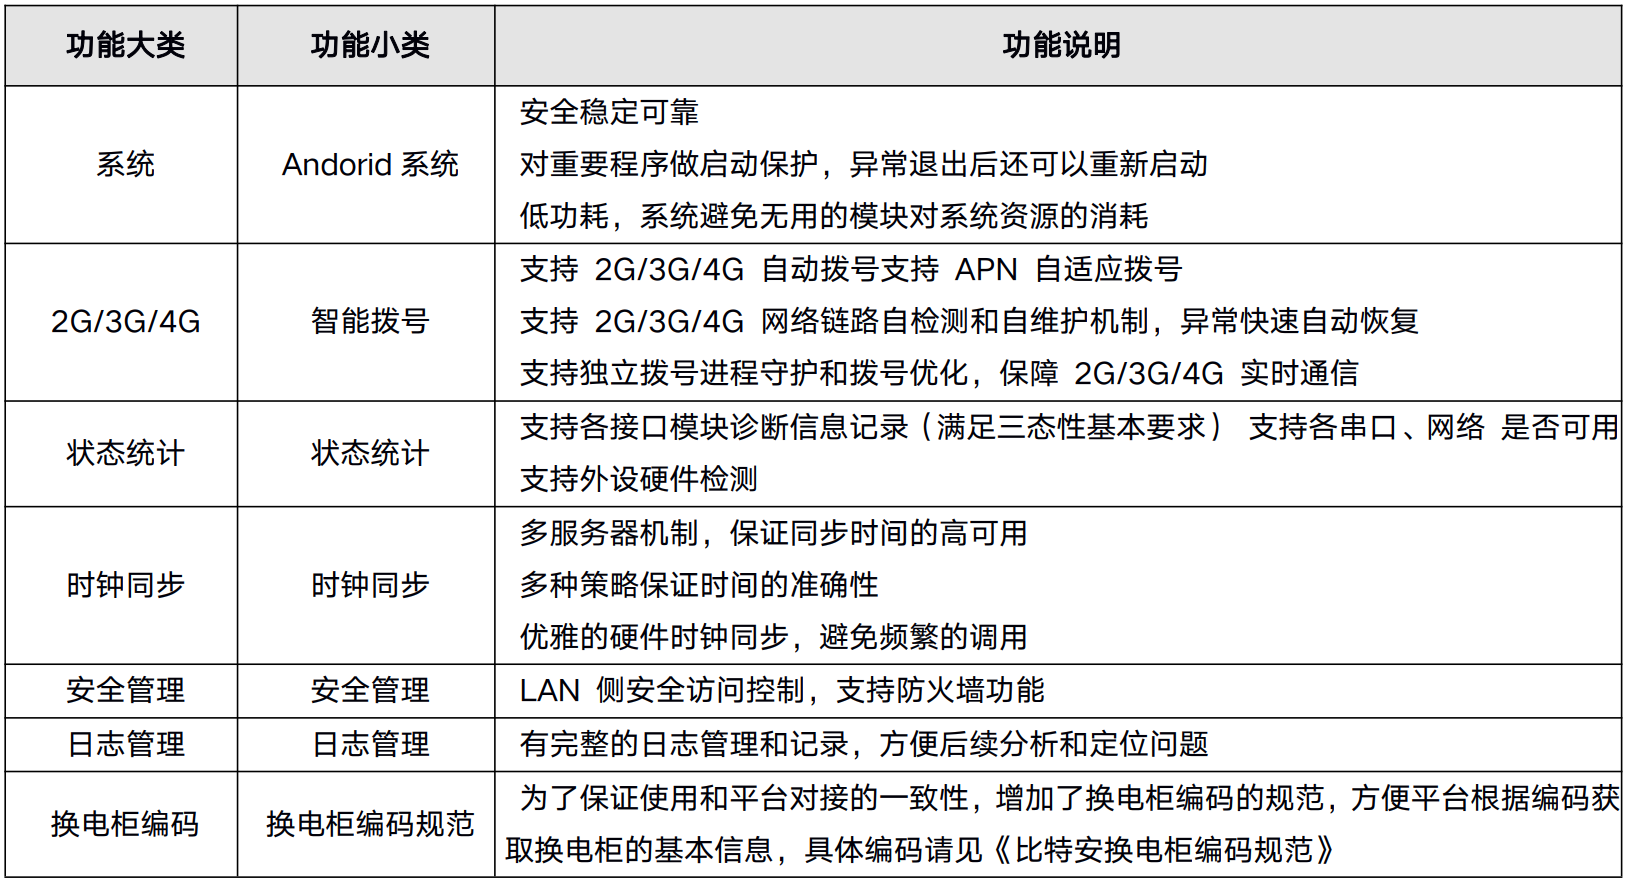 功能大类 功能小类 功能说明
安全稳定可靠
系统 Andorid 系统 对重要程序做启动保护，异常退出后还可以重新启动
低功耗，系统避免无用的模块对系统资源的消耗
支持 2G/3G/4G 自动拨号支持 APN 自适应拨号
2G/3G/4G 智能拨号 支持 2G/3G/4G 网络链路自检测和自维护机制，异常快速自动恢复
支持独立拨号进程守护和拨号优化，保障 2G/3G/4G 实时通信
状态统计 状态统计 支持各接口模块诊断信息记录（满足三态性基本要求） 支持各串口、网络 是否可用
支持外设硬件检测
多服务器机制，保证同步时间的高可用
时钟同步 时钟同步 多种策略保证时间的准确性
优雅的硬件时钟同步，避免频繁的调用
安全管理 安全管理 LAN 侧安全访问控制，支持防火墙功能
日志管理 日志管理 有完整的日志管理和记录，方便后续分析和定位问题
换电柜编码 换电柜编码规范 为了保证使用和平台对接的一致性，增加了换电柜编码的规范，方便平台根据编码获
取换电柜的基本信息，具体编码请见《比特安换电柜编码规范》